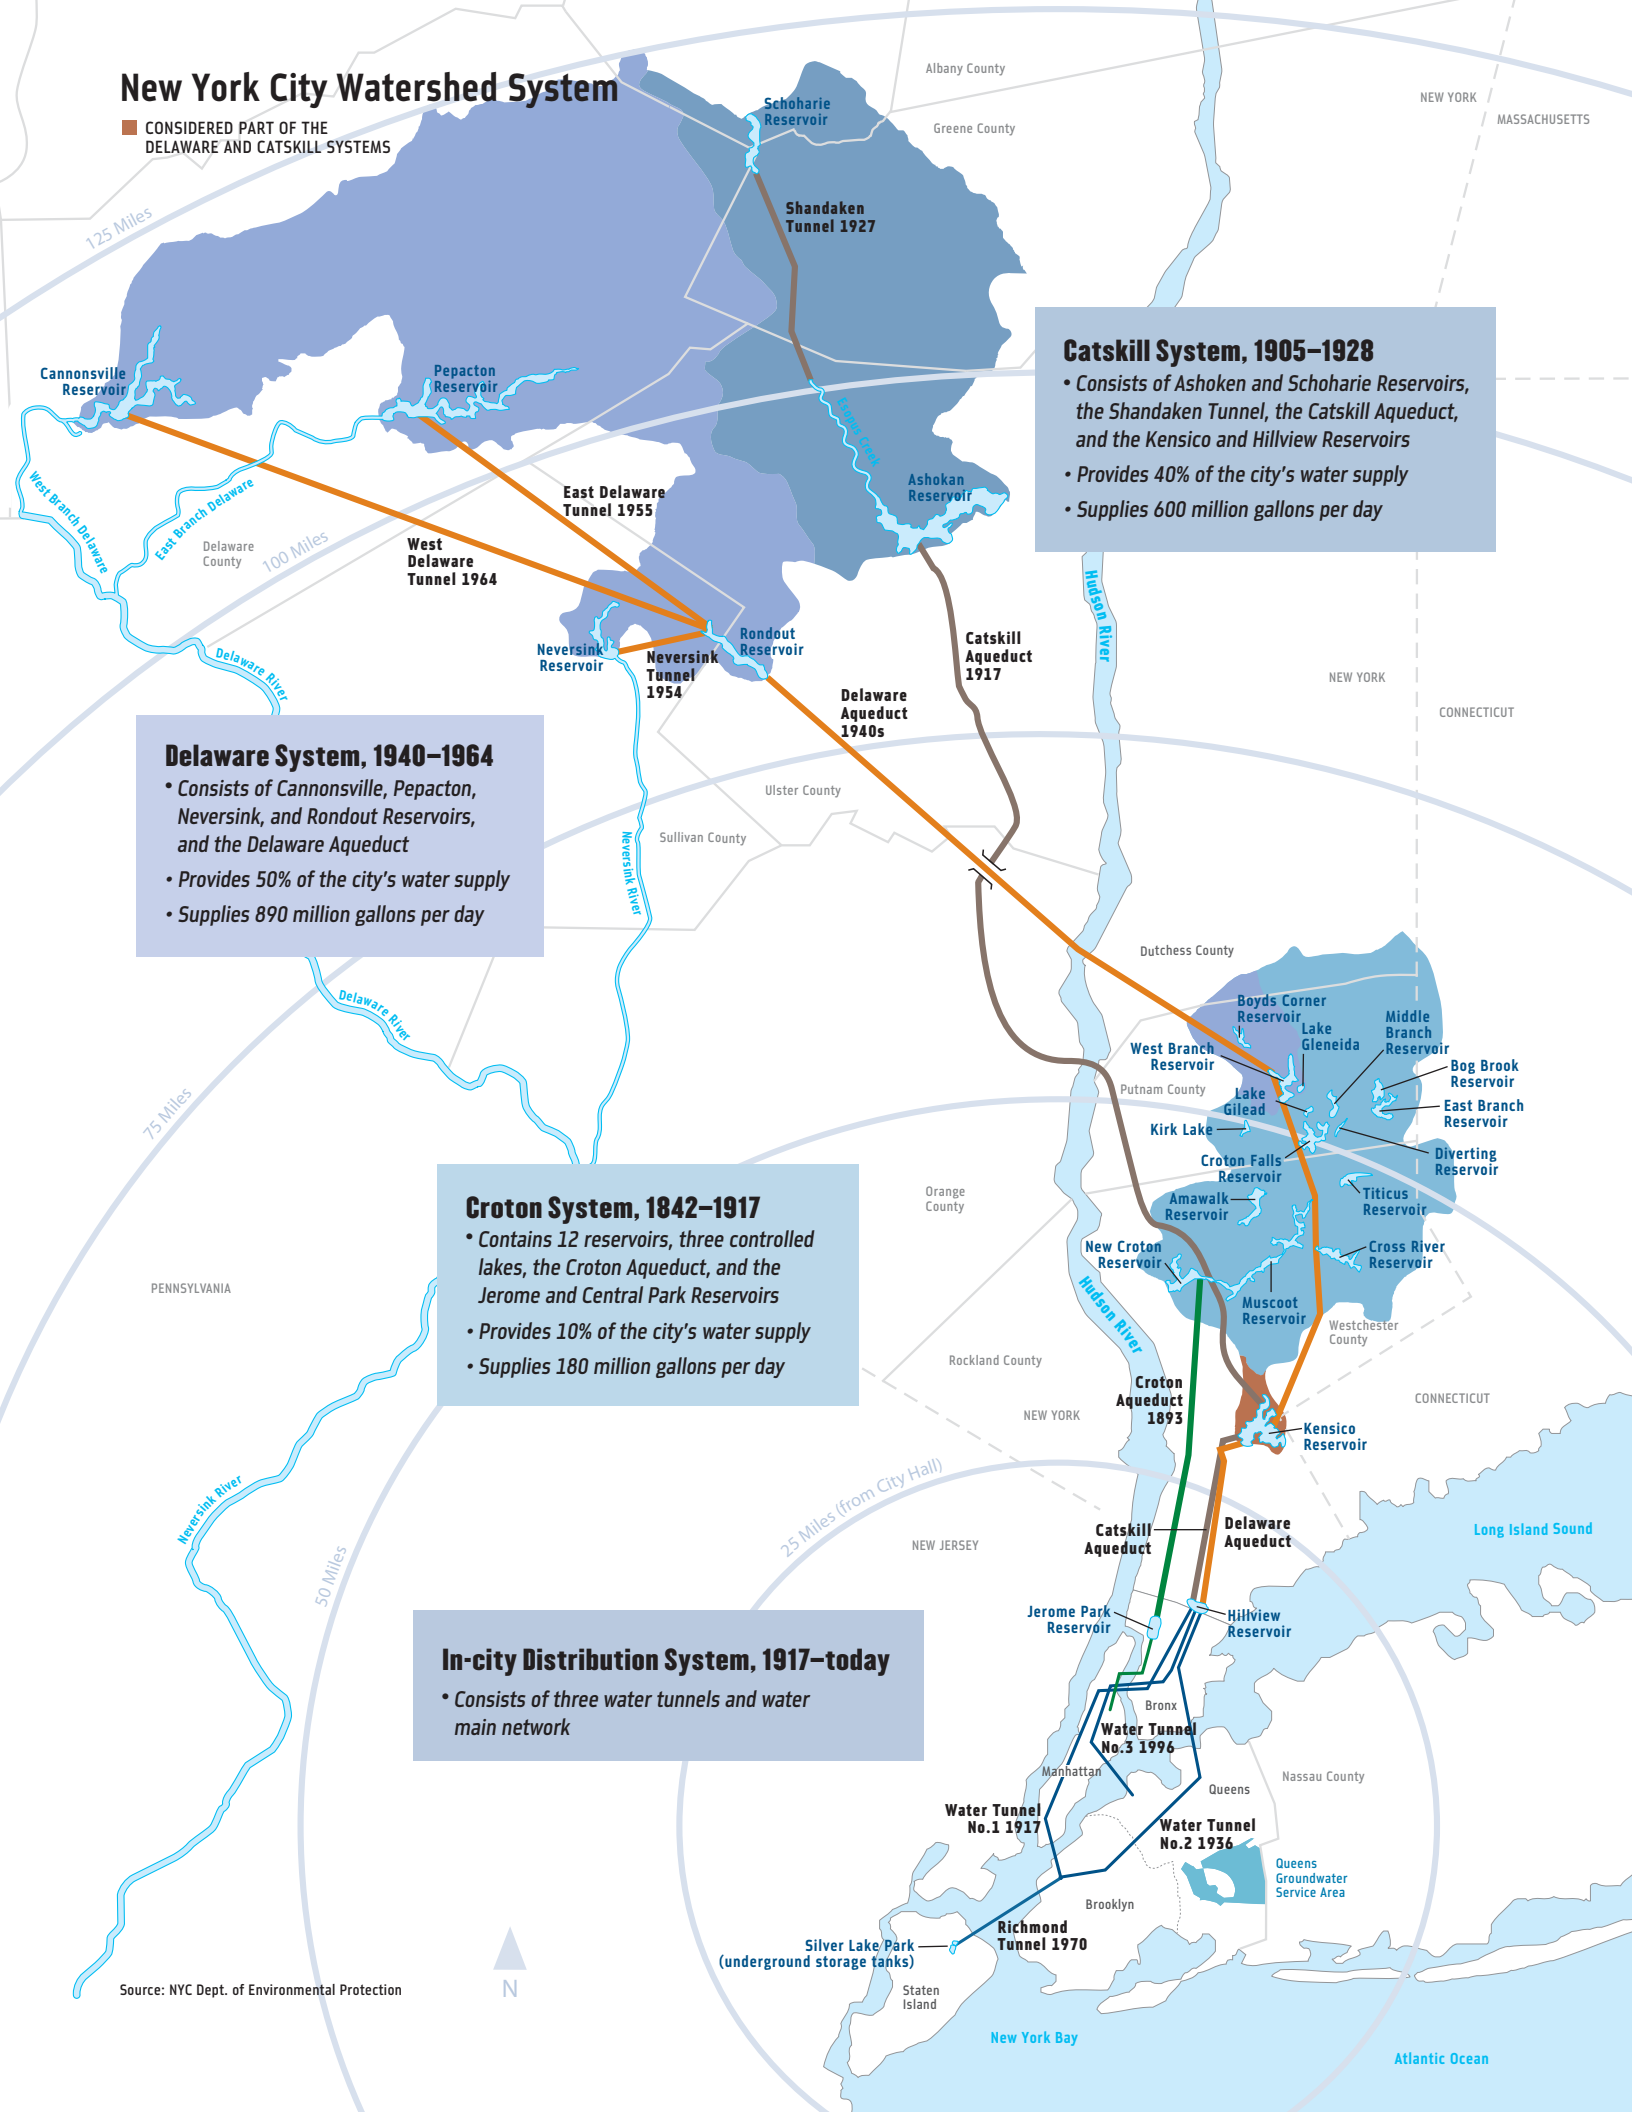 New York City Watershed System
CONSIDERED PART OF THE
DELAWARE AND CATSKILL SYSTEMS
Albany County
Greene County
NEW YORK
MASSACHUSETTS
125 Miles
Schoharie
Reservoir
Shandaken
Tunnel 1927
Catskill System, 1905–1928
• Consists of Ashoken and Schoharie Reservoirs,
the Shandaken Tunnel, the Catskill Aqueduct,
and the Kensico and Hillview Reservoirs
• Provides 40% of the city's water supply
• Supplies 600 million gallons per day
Cannonsville
Reservoir
Pepacton
Reservoir
Esopus Creek
Ashokan
Reservoir
West Branch Delaware
East Branch Delaware
East Delaware
Tunnel 1955
Delaware
County
100 Miles
West
Delaware
Tunnel 1964
Hudson River
Delaware River
Neversink
Reservoir
Neversink
Tunnel
1954
Rondout
Reservoir
Catskill
Aqueduct
1917
Delaware
Aqueduct
1940s
NEW YORK
CONNECTICUT
Delaware System, 1940–1964
• Consists of Cannonsville, Pepacton,
Neversink, and Rondout Reservoirs,
and the Delaware Aqueduct
• Provides 50% of the city's water supply
• Supplies 890 million gallons per day
Ulster County
Sullivan County
Neversink River
Dutchess County
Delaware River
Boyds Corner
Reservoir
Lake
Gleneida
Middle
Branch
Reservoir
West Branch
Reservoir
Bog Brook
Reservoir
Putnam County
Lake
Gilead
East Branch
Reservoir
Kirk Lake
75 Miles
Diverting
Reservoir
Croton Falls
Reservoir
Amawalk
Reservoir
Titicus
Reservoir
Orange
County
New Croton
Reservoir
Cross River
Reservoir
Muscoot
Reservoir
Croton System, 1842–1917
• Contains 12 reservoirs, three controlled
lakes, the Croton Aqueduct, and the
Jerome and Central Park Reservoirs
• Provides 10% of the city's water supply
• Supplies 180 million gallons per day
PENNSYLVANIA
Hudson River
Westchester
County
Rockland County
Croton
Aqueduct
1893
NEW YORK
CONNECTICUT
Kensico
Reservoir
Neversink River
25 Miles (from City Hall)
NEW JERSEY
Catskill
Aqueduct
Delaware
Aqueduct
Long Island Sound
50 Miles
Jerome Park
Reservoir
Hillview
Reservoir
In-city Distribution System, 1917–today
• Consists of three water tunnels and water
main network
Bronx
Water Tunnel
No.3 1996
Manhattan
Queens
Nassau County
Water Tunnel
No.1 1917
Water Tunnel
No.2 1936
Queens
Groundwater
Service Area
Brooklyn
Richmond
Tunnel 1970
Silver Lake Park
(underground storage tanks)
Staten
Island
N
Source: NYC Dept. of Environmental Protection
New York Bay
Atlantic Ocean